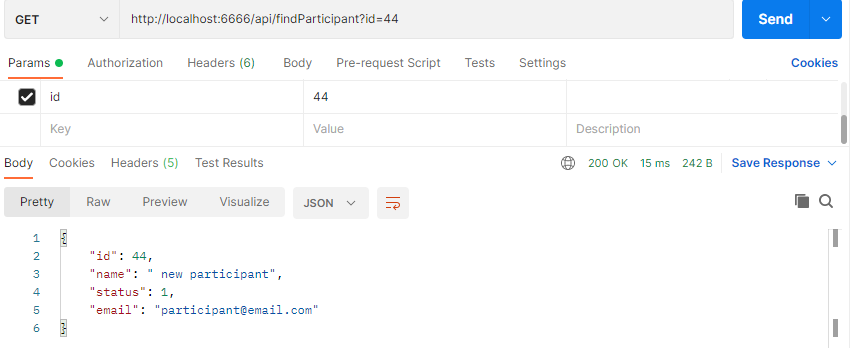 GET http://localhost:6666/api/findParticipant?id=44 Send
Params Authorization Headers (6) Body Pre-request Script Tests Settings Cookies
id 44
Key Value Description
Body Cookies Headers (5) Test Results 200 OK 15 ms 242 B Save Response
Pretty Raw Preview Visualize JSON
1 {
2 "id": 44,
3 "name": " new participant",
4 "status": 1,
5 "email": "participant@email.com"
6 }